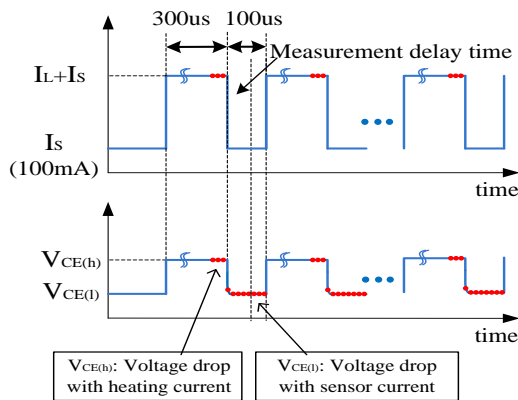 300us 100us
Measurement delay time
IL+IS
IS
(100mA)
time
VCE(h)
VCE(l)
time
VCE(h): Voltage drop
with heating current
VCE(l): Voltage drop
with sensor current